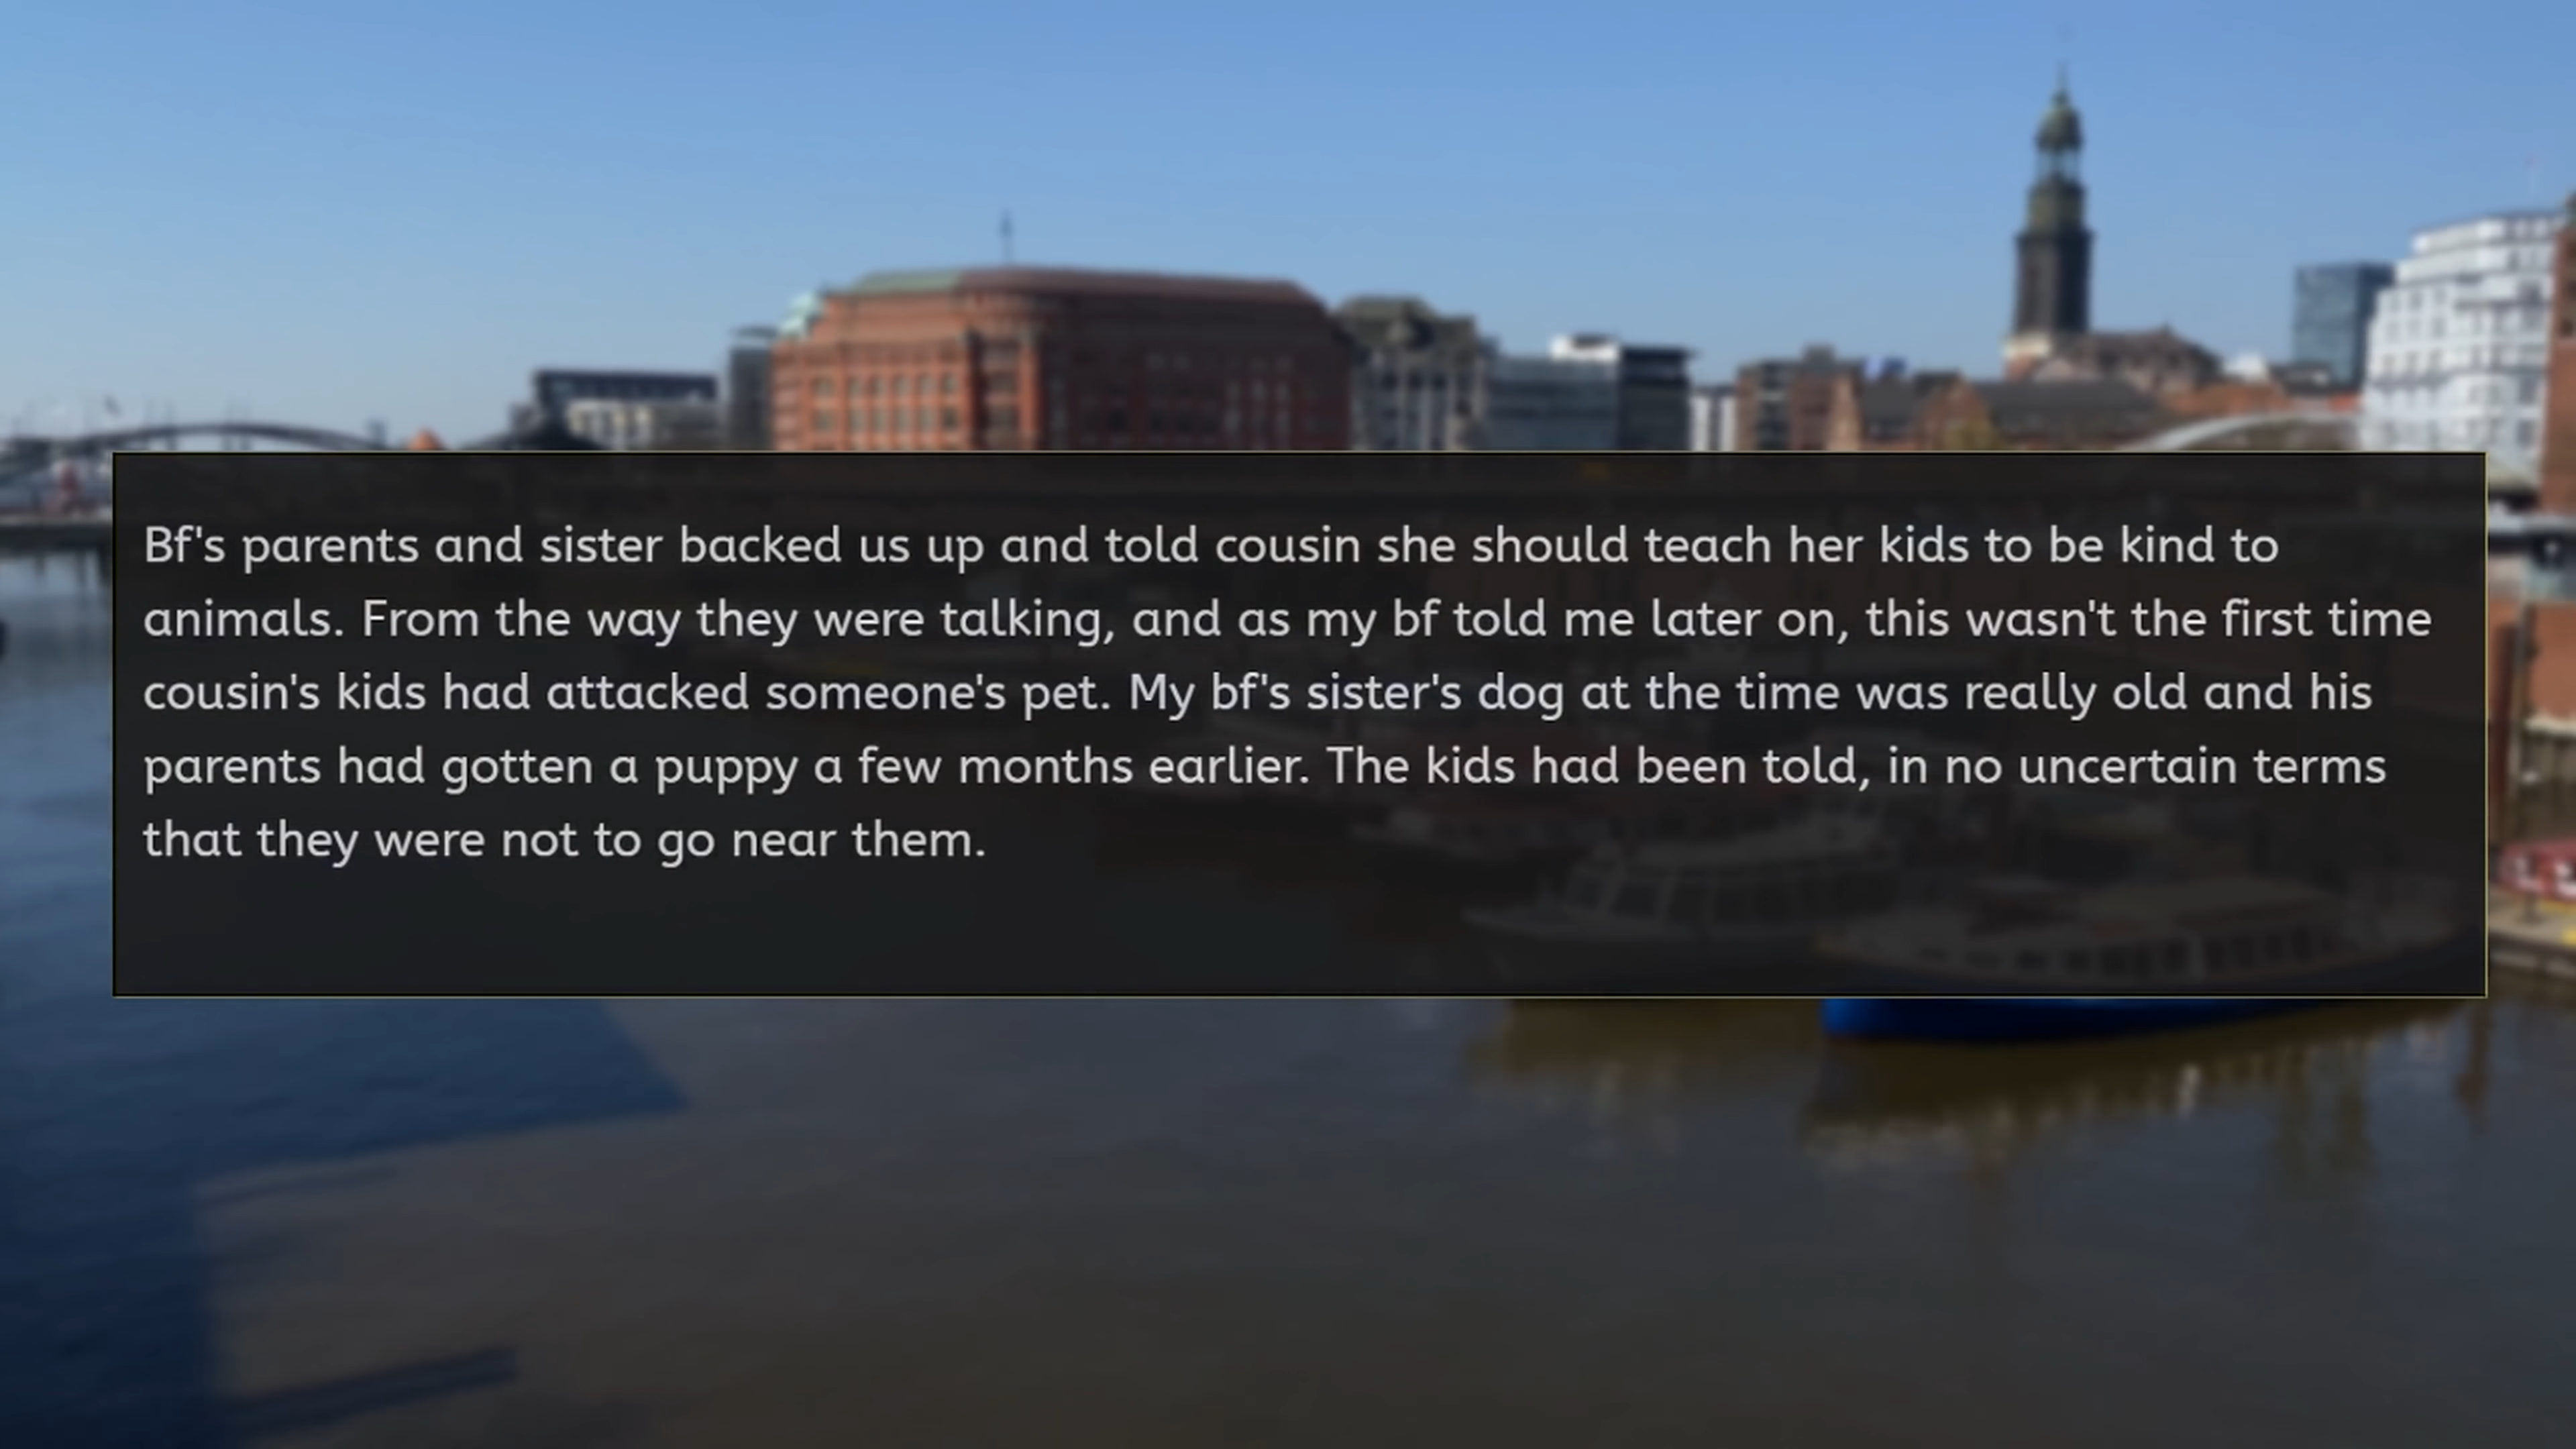 Bf's parents and sister backed us up and told cousin she should teach her kids to be kind to
animals. From the way they were talking, and as my bf told me later on, this wasn't the first time
cousin's kids had attacked someone's pet. My bf's sister's dog at the time was really old and his
parents had gotten a puppy a few months earlier. The kids had been told, in no uncertain terms
that they were not to go near them.